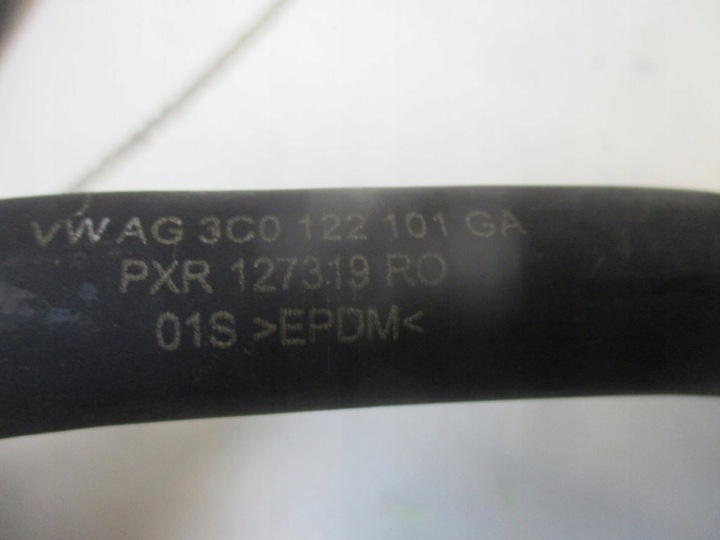 VW AG 3C0 122 101 GA
PXR 127319 RO
01S >EPDM<